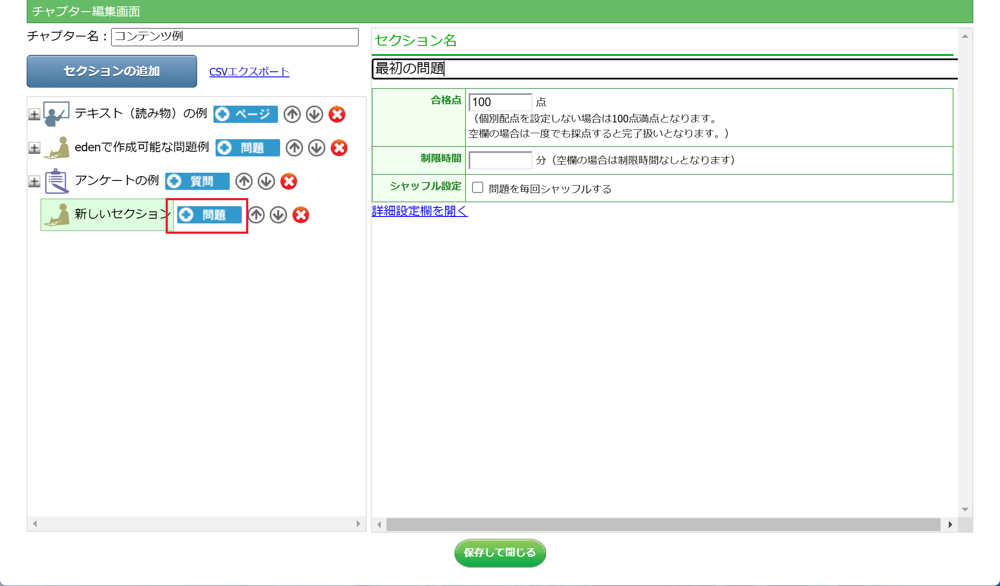 チャプター編集画面
チャプター名：コンテンツ例
セクションの追加 CSVエクスポート
テキスト（読み物）の例 ページ
edenで作成可能な問題例 問題
アンケートの例 質問
新しいセクション 問題
セクション名
最初の問題
合格点 100 点
（個別配点を設定しない場合は100点満点となります。
空欄の場合は一度でも採点すると完了扱いとなります。）
制限時間 分（空欄の場合は制限時間なしとなります）
シャッフル設定 問題を毎回シャッフルする
詳細設定欄を開く
保存して閉じる